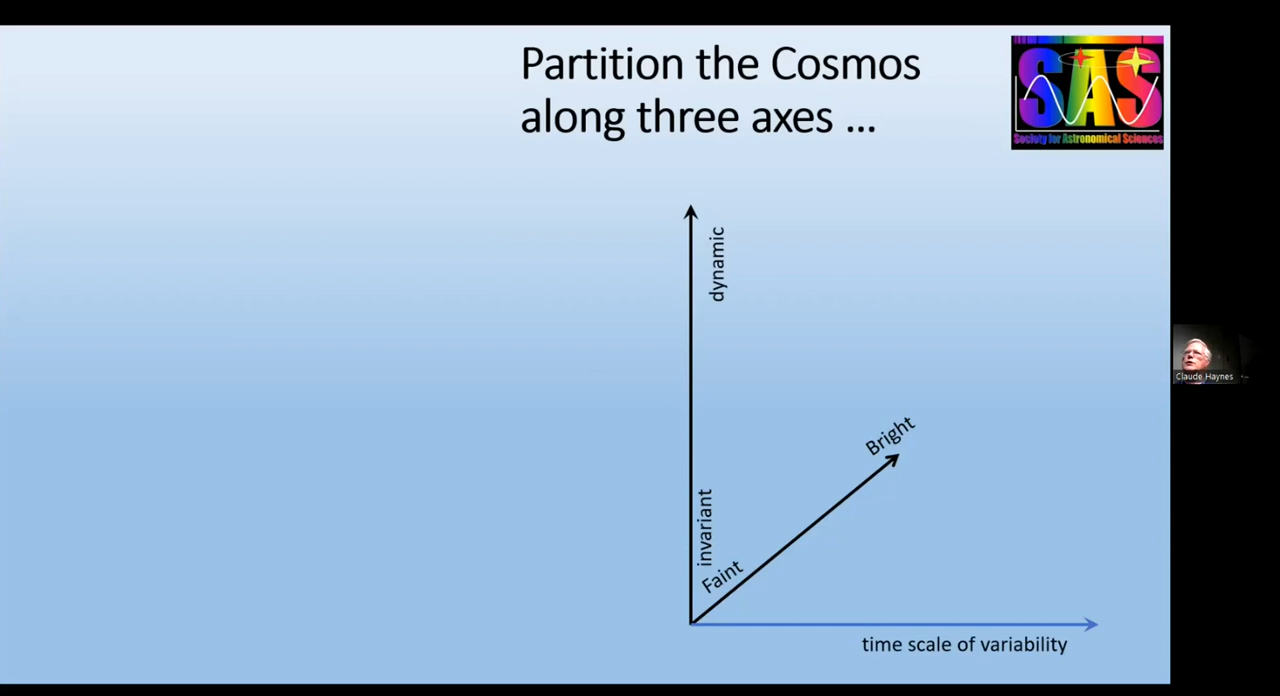 Partition the Cosmos
along three axes ...
SAS
Society for Astronomical Sciences
dynamic
Bright
invariant
Faint
time scale of variability
Claude Haynes